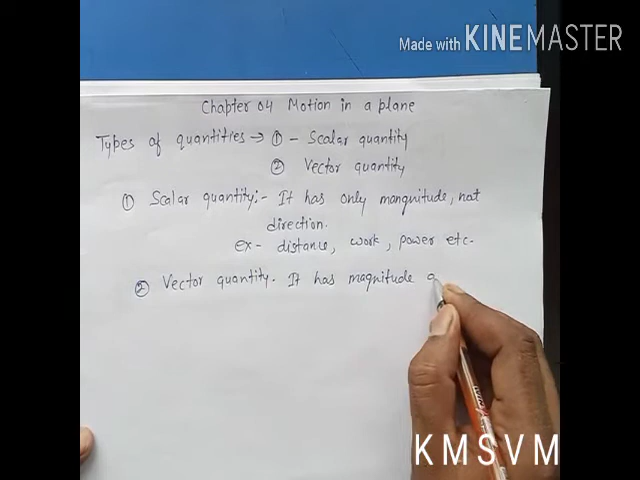 Made with KINEMASTER
Chapter 04 Motion in a plane
Types of quantities → ① - Scalar quantity
② Vector quantity
① Scalar quantity:- It has only mangnitude, not
direction.
ex- distance, work, power etc.
② Vector quantity. It has magnitude a
KMSVM